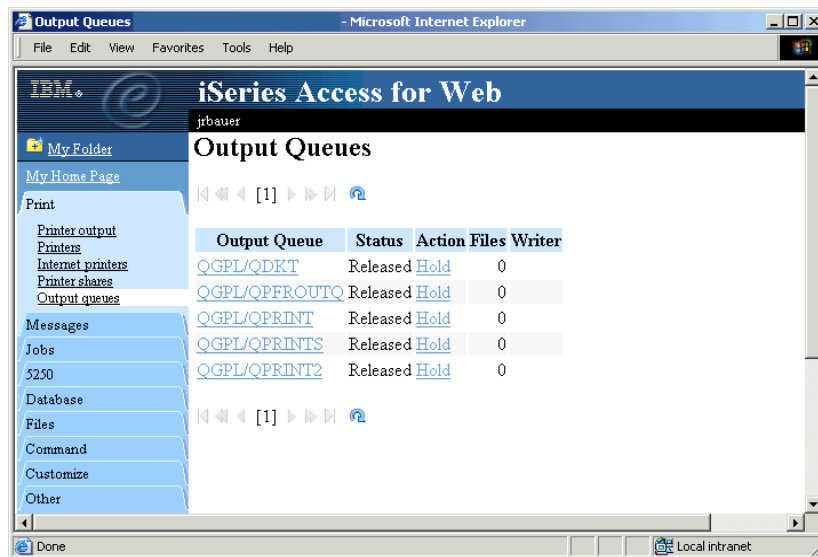 Output Queues - Microsoft Internet Explorer
File Edit View Favorites Tools Help
IBM
iSeries Access for Web
jrbauer
My Folder
Output Queues
My Home Page
[1]
Print
Printer output
Printers
Internet printers
Printer shares
Output queues
Messages
Jobs
5250
Database
Files
Command
Customize
Other
Output Queue Status Action Files Writer
QGPL/QDKT Released Hold 0
QGPL/QPFROUTQ Released Hold 0
QGPL/QPRINT Released Hold 0
QGPL/QPRINTS Released Hold 0
QGPL/QPRINT2 Released Hold 0
[1]
Done Local intranet